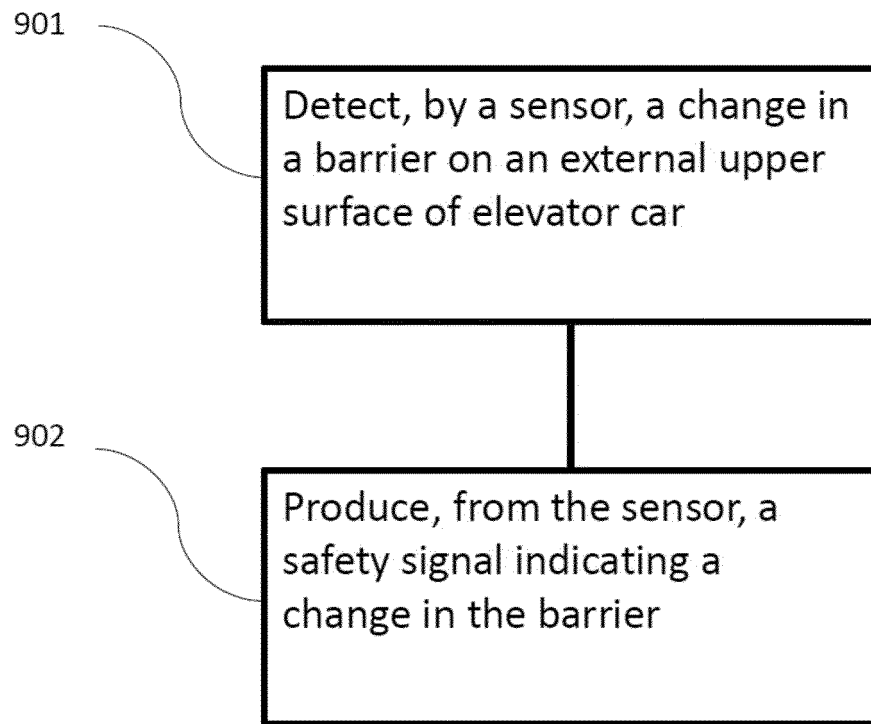 901
Detect, by a sensor, a change in
a barrier on an external upper
surface of elevator car
902
Produce, from the sensor, a
safety signal indicating a
change in the barrier